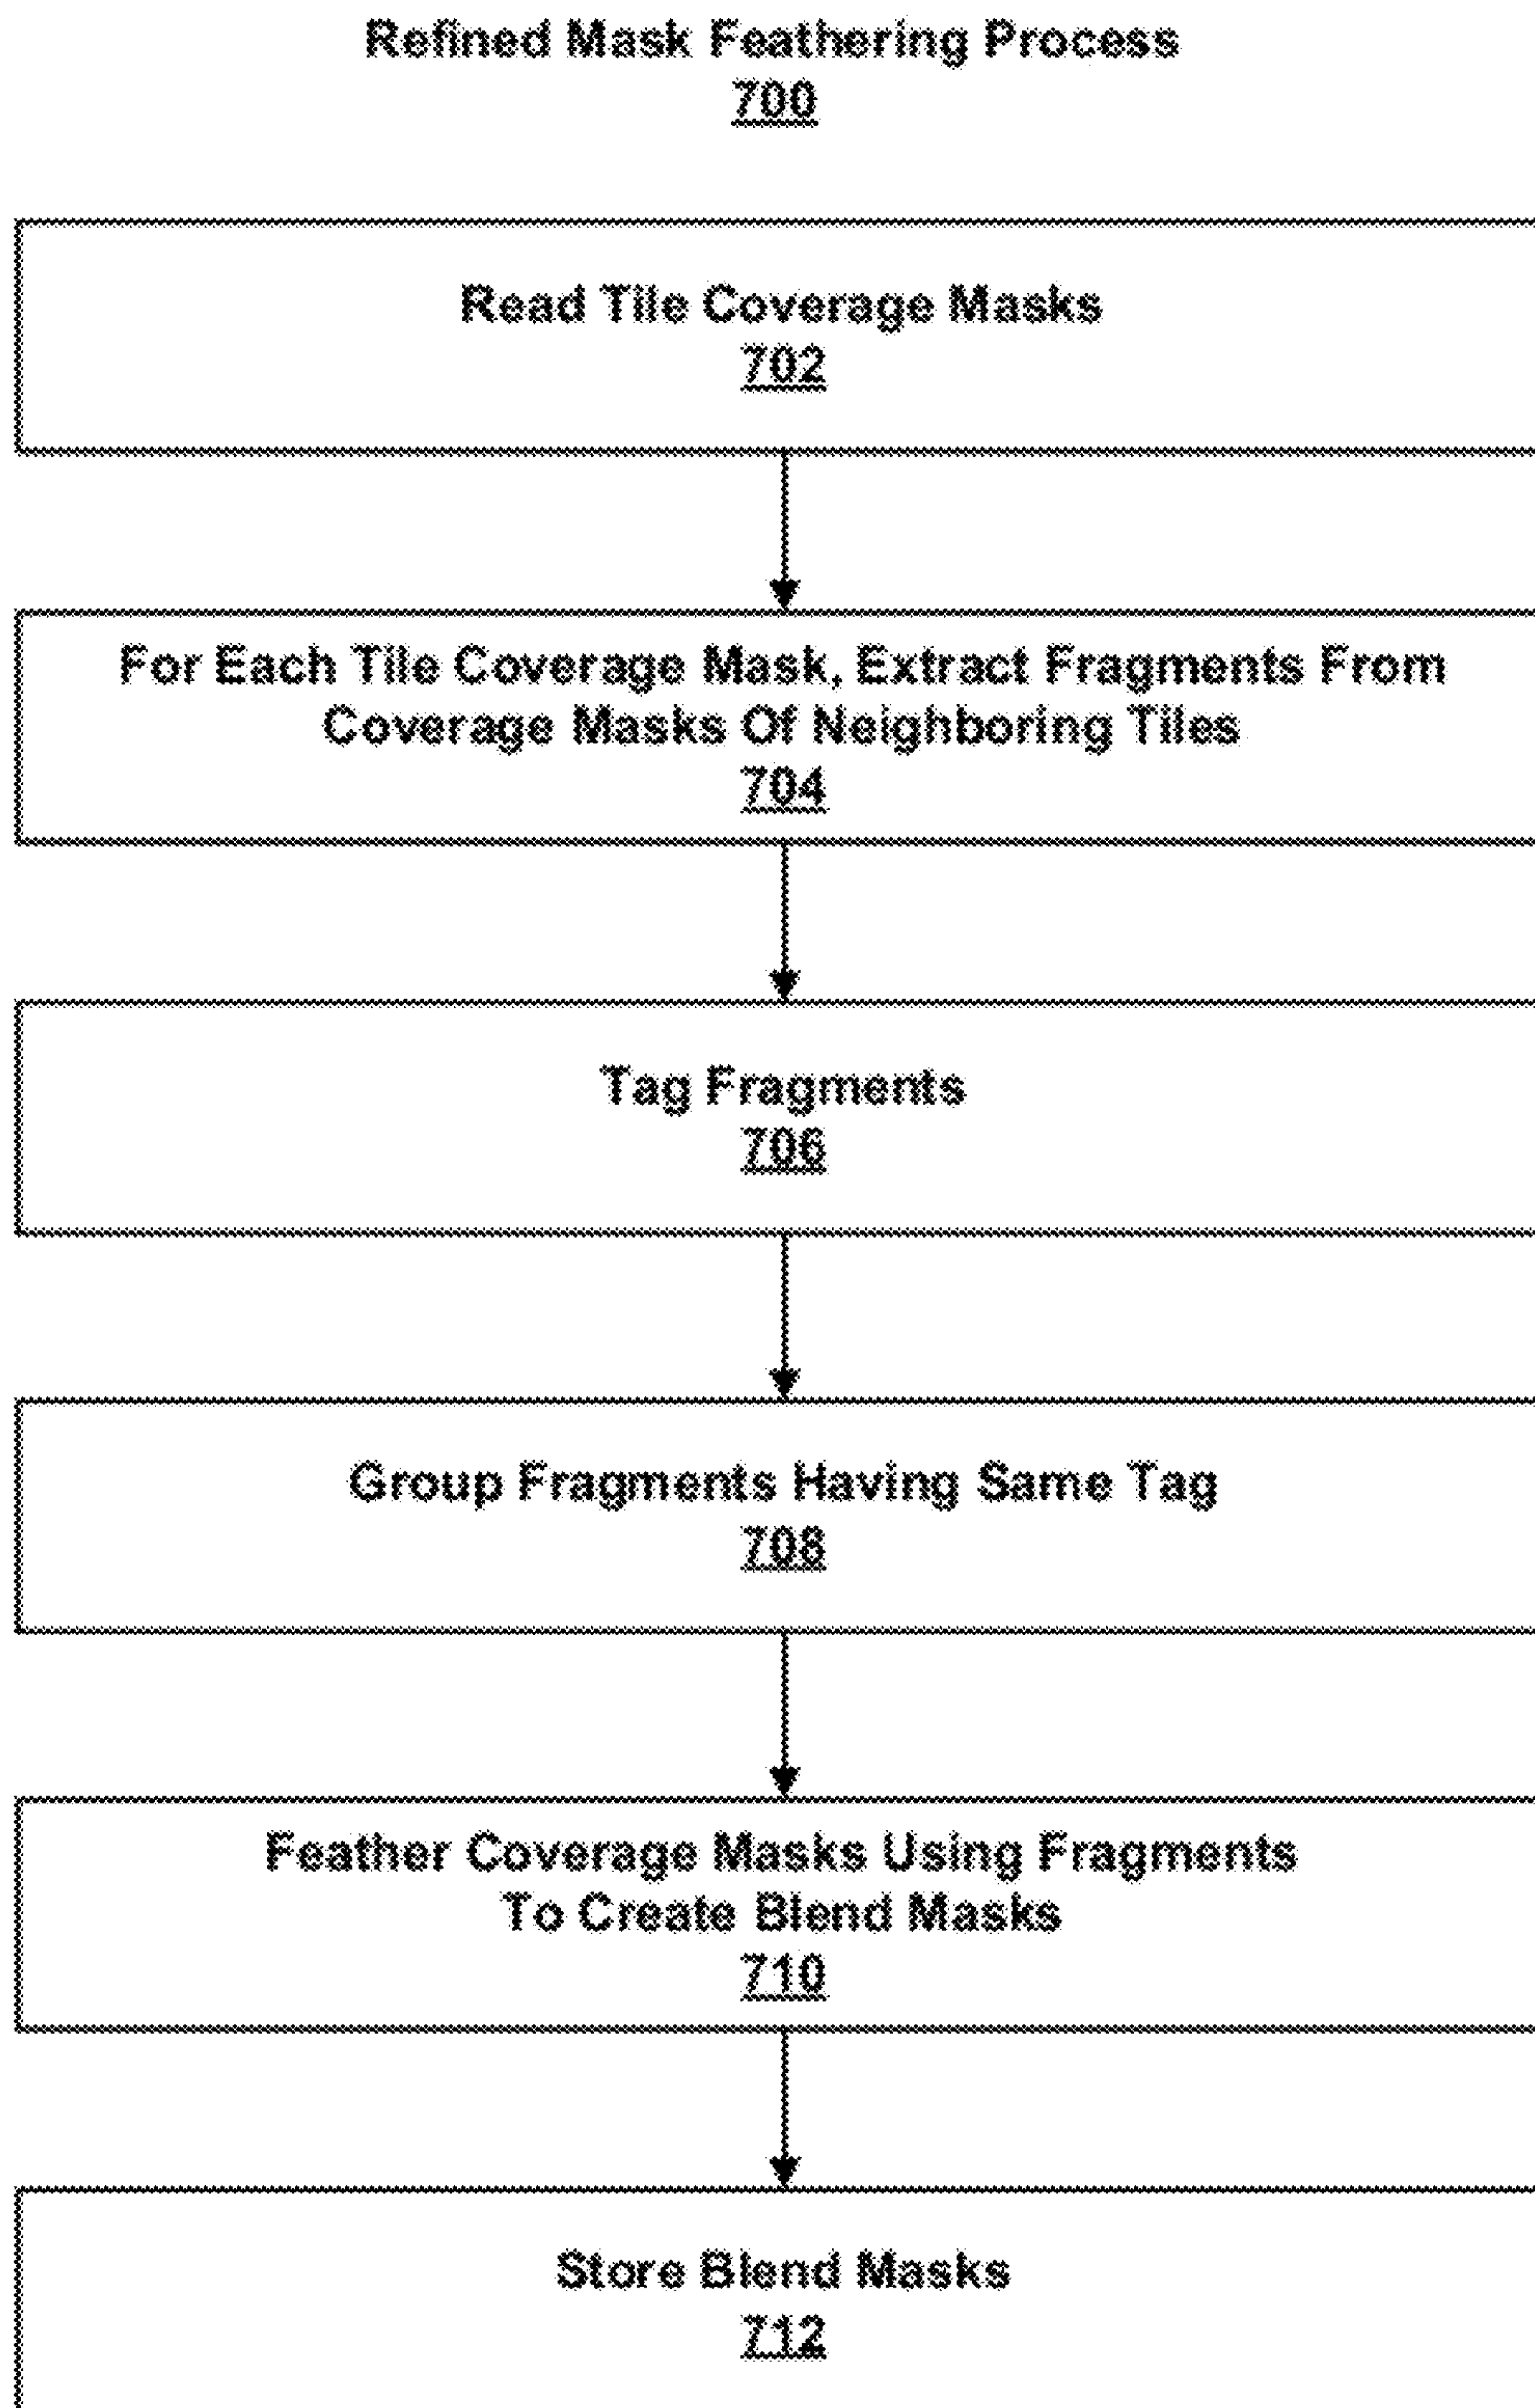 Refined Mask Feathering Process
700
Read Tile Coverage Masks
702
For Each Tile Coverage Mask, Extract Fragments From
Coverage Masks Of Neighboring Tiles
704
Tag Fragments
706
Group Fragments Having Same Tag
708
Feather Coverage Masks Using Fragments
To Create Blend Masks
710
Store Blend Masks
712